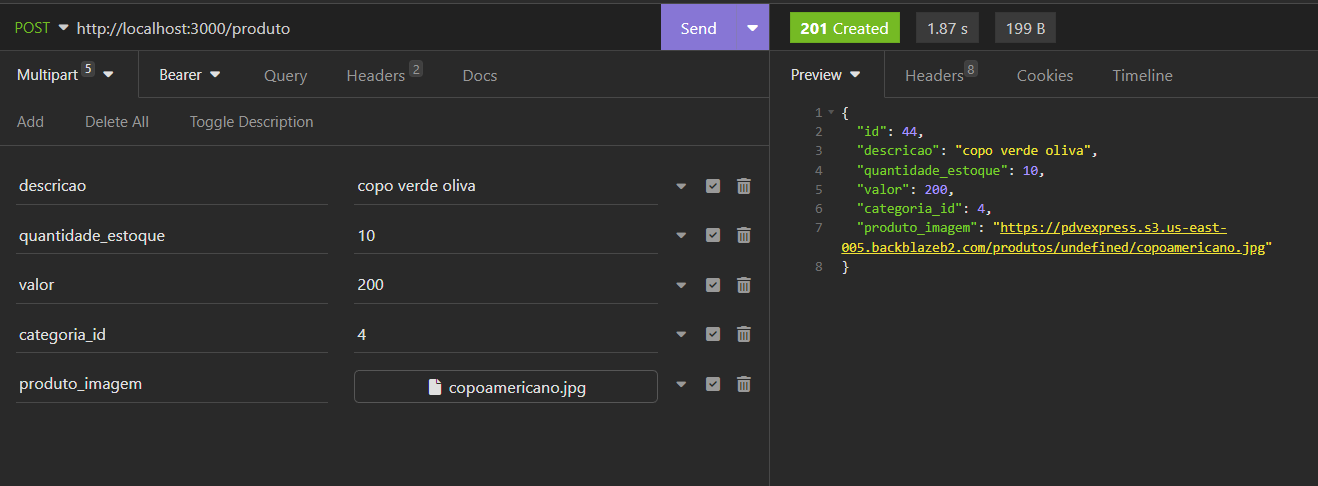 POST http://localhost:3000/produto Send
201 Created 1.87 s 199 B
Multipart 5 Bearer Query Headers 2 Docs
Add Delete All Toggle Description
descricao copo verde oliva
quantidade_estoque 10
valor 200
categoria_id 4
produto_imagem copoamericano.jpg
Preview Headers 8 Cookies Timeline
1 {
2 "id": 44,
3 "descricao": "copo verde oliva",
4 "quantidade_estoque": 10,
5 "valor": 200,
6 "categoria_id": 4,
7 "produto_imagem": "https://pdvexpress.s3.us-east-
005.backblazeb2.com/produtos/undefined/copoamericano.jpg"
8 }